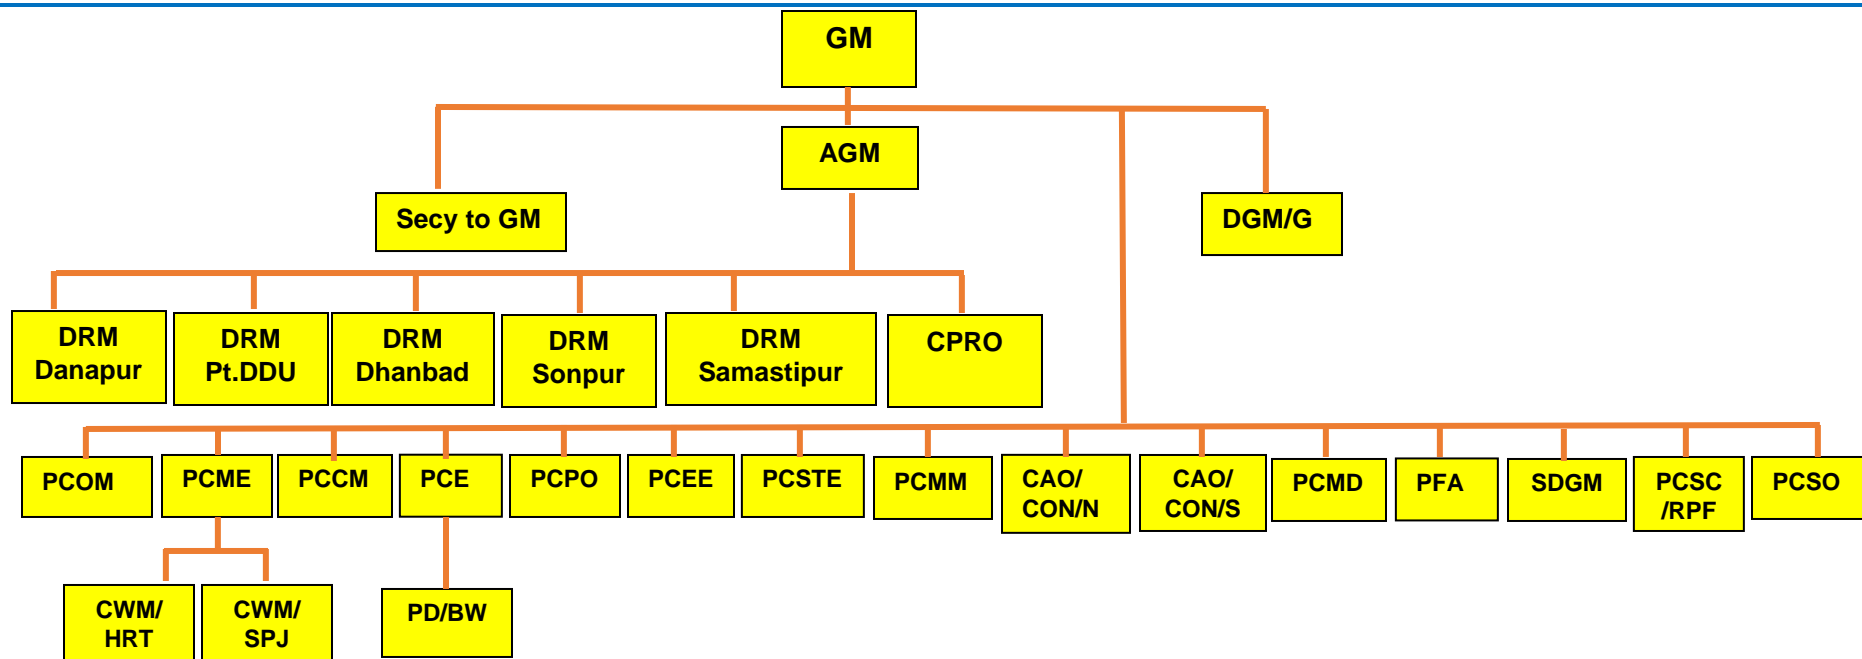 GM
AGM
Secy to GM
DGM/G
DRM
Danapur
DRM
Pt.DDU
DRM
Dhanbad
DRM
Sonpur
DRM
Samastipur
CPRO
PCOM
PCME
PCCM
PCE
PCPO
PCEE
PCSTE
PCMM
CAO/
CON/N
CAO/
CON/S
PCMD
PFA
SDGM
PCSC
/RPF
PCSO
CWM/
HRT
CWM/
SPJ
PD/BW